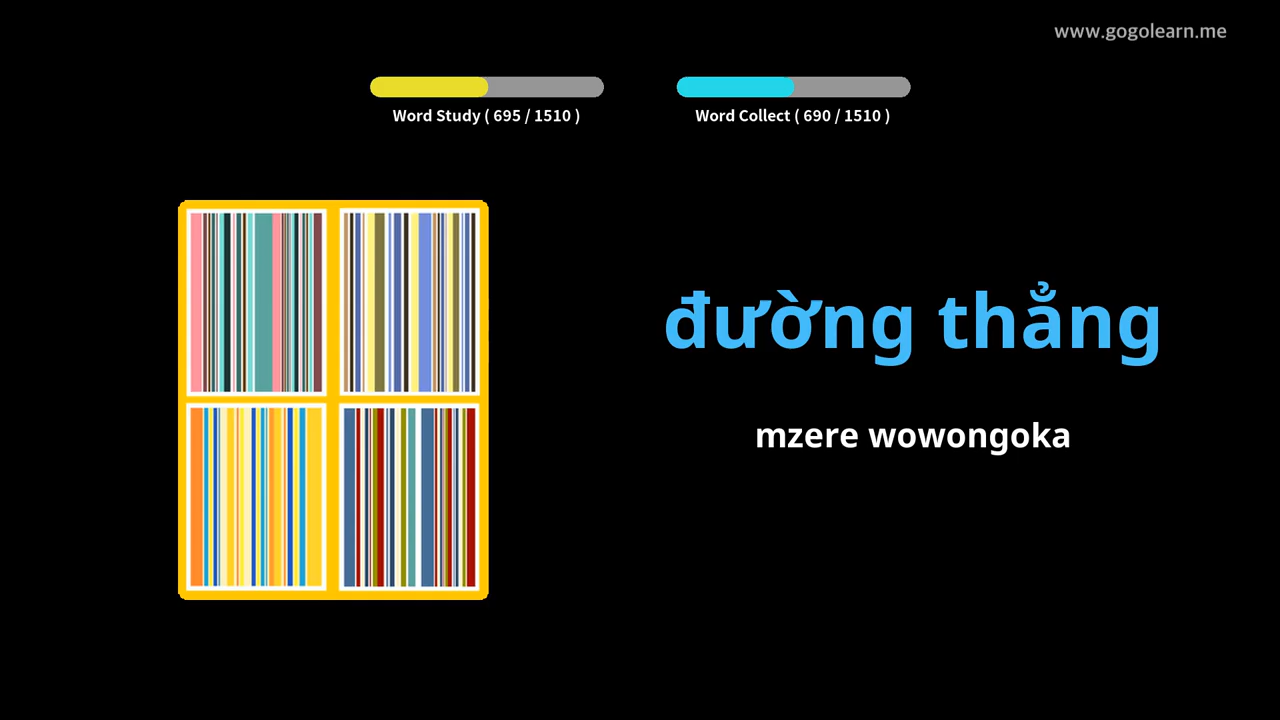 www.gogolearn.me
Word Study ( 695 / 1510 )
Word Collect ( 690 / 1510 )
đường thẳng
mzere wowongoka